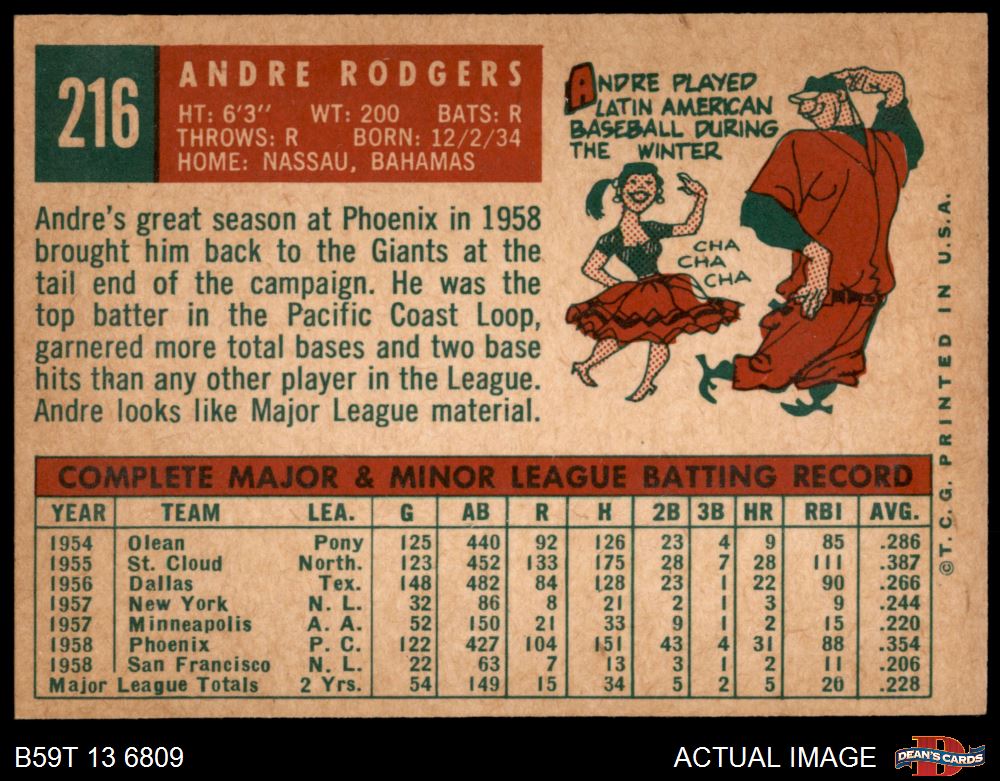 216
ANDRE RODGERS
HT: 6'3" WT: 200 BATS: R
THROWS: R BORN: 12/2/34
HOME: NASSAU, BAHAMAS
ANDRE PLAYED
LATIN AMERICAN
BASEBALL DURING
THE WINTER
CHA
CHA
CHA
Andre's great season at Phoenix in 1958
brought him back to the Giants at the
tail end of the campaign. He was the
top batter in the Pacific Coast Loop,
garnered more total bases and two base
hits than any other player in the League.
Andre looks like Major League material.
COMPLETE MAJOR & MINOR LEAGUE BATTING RECORD
YEAR TEAM LEA. G AB R H 2B 3B HR RBI AVG.
1954 Olean Pony 125 440 92 126 23 4 9 85 .286
1955 St. Cloud North. 123 452 133 175 28 7 28 111 .387
1956 Dallas Tex. 148 482 84 128 23 1 22 90 .266
1957 New York N. L. 32 86 8 21 2 1 3 9 .244
1957 Minneapolis A. A. 52 150 21 33 9 1 2 15 .220
1958 Phoenix P. C. 122 427 104 151 43 4 31 88 .354
1958 San Francisco N. L. 22 63 7 13 3 1 2 11 .206
Major League Totals 2 Yrs. 54 149 15 34 5 2 5 20 .228
© T. C. G. PRINTED IN U.S.A.
B59T 13 6809
ACTUAL IMAGE
D
DEAN'S CARDS